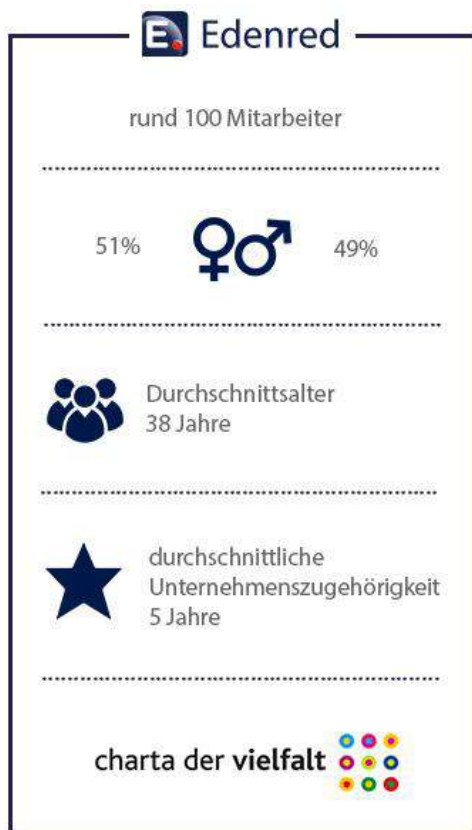 E. Edenred
rund 100 Mitarbeiter
51% 49%
Durchschnittsalter
38 Jahre
durchschnittliche
Unternehmenszugehörigkeit
5 Jahre
charta der vielfalt